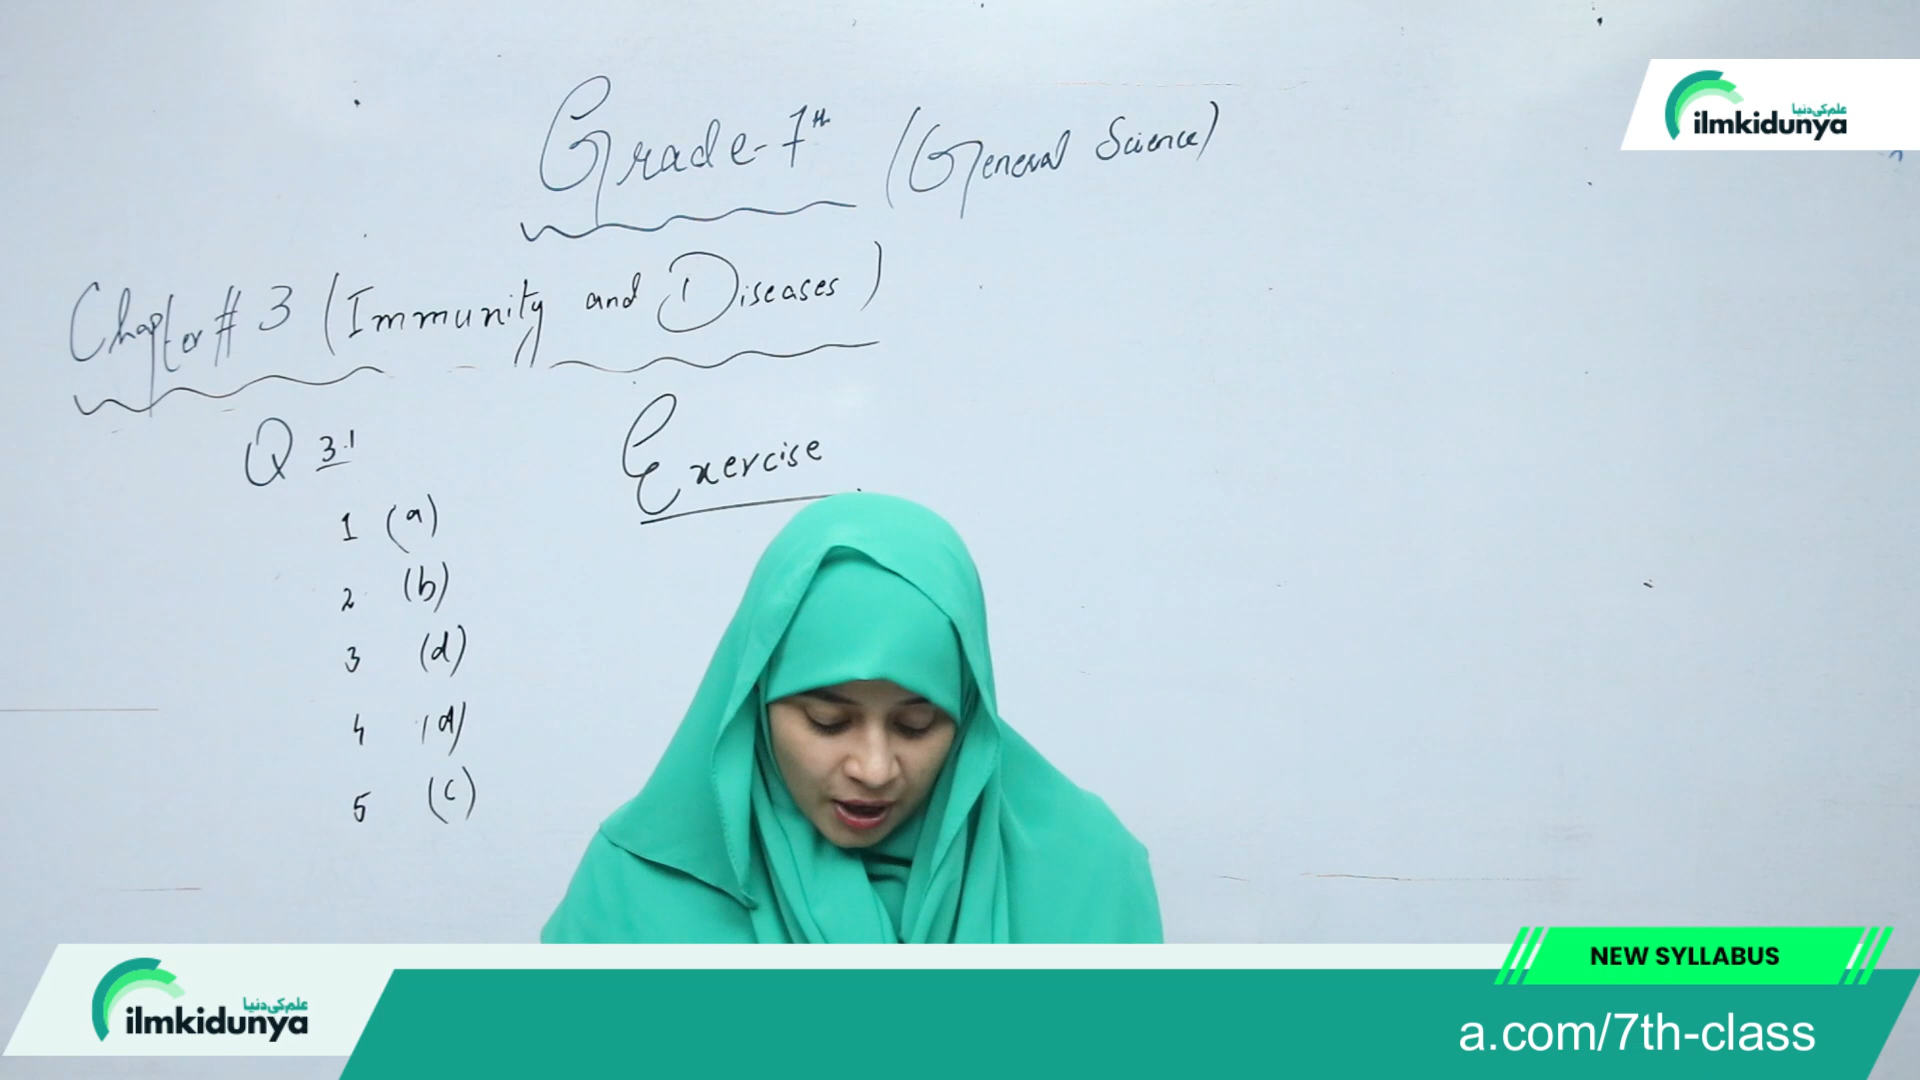 علم کی دنیا
ilmkidunya
Grade-7th (General Science)
Chapter # 3 (Immunity and Diseases)
Q 3.1
Exercise
1 (a)
2 (b)
3 (d)
4 (d)
5 (c)
NEW SYLLABUS
علم کی دنیا
ilmkidunya
a.com/7th-class